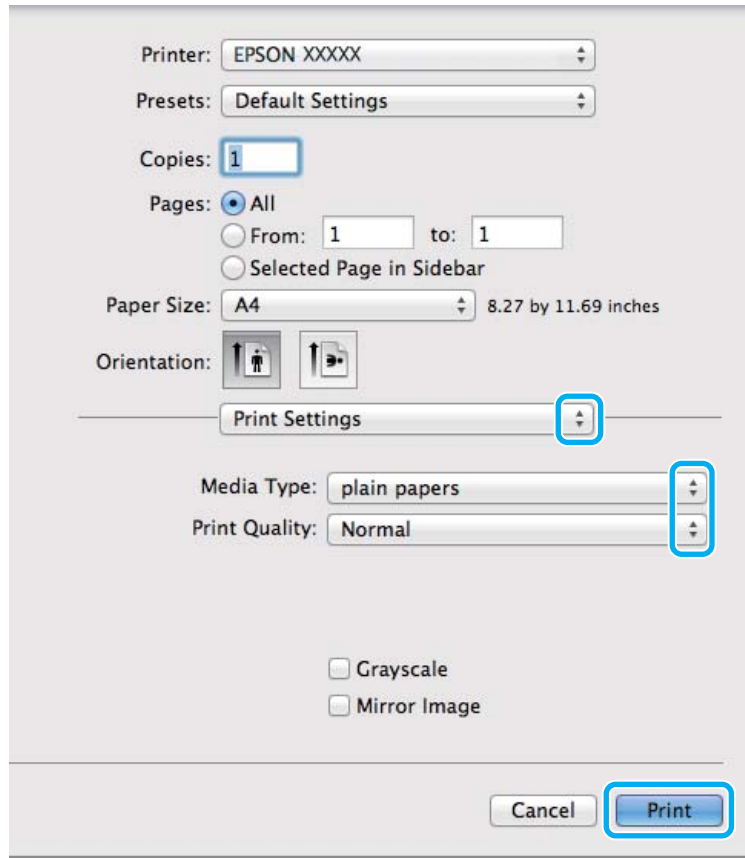 Printer: EPSON XXXXX
Presets: Default Settings
Copies: 1
Pages: All
From: 1 to: 1
Selected Page in Sidebar
Paper Size: A4 8.27 by 11.69 inches
Orientation:
Print Settings
Media Type: plain papers
Print Quality: Normal
Grayscale
Mirror Image
Cancel Print